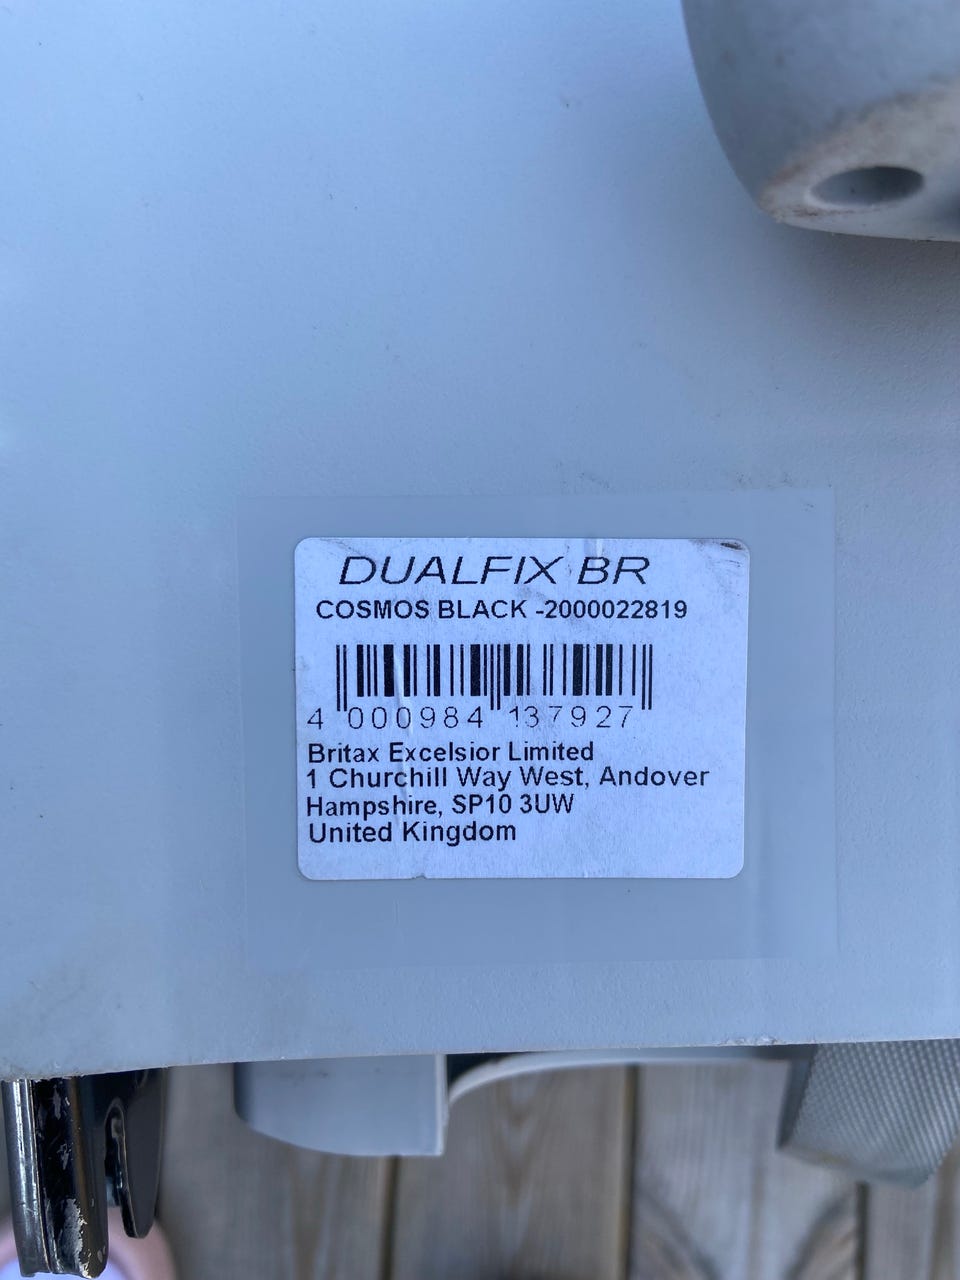 DUALFIX BR
COSMOS BLACK -2000022819
4 000984 137927
Britax Excelsior Limited
1 Churchill Way West, Andover
Hampshire, SP10 3UW
United Kingdom